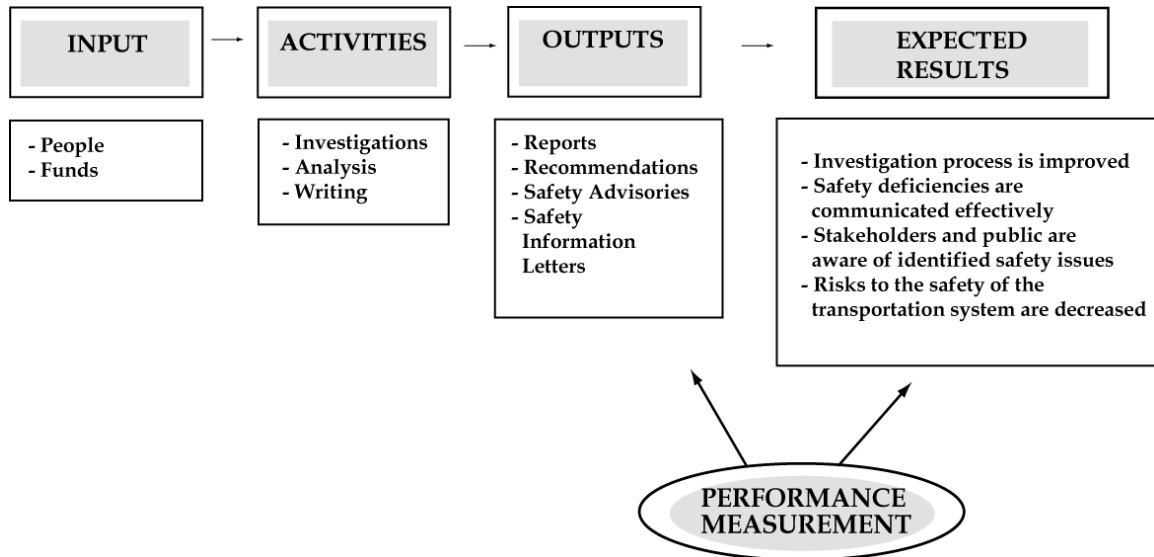 INPUT
ACTIVITIES
OUTPUTS
EXPECTED
RESULTS
- People
- Funds
- Investigations
- Analysis
- Writing
- Reports
- Recommendations
- Safety Advisories
- Safety
Information
Letters
- Investigation process is improved
- Safety deficiencies are
communicated effectively
- Stakeholders and public are
aware of identified safety issues
- Risks to the safety of the
transportation system are decreased
PERFORMANCE
MEASUREMENT